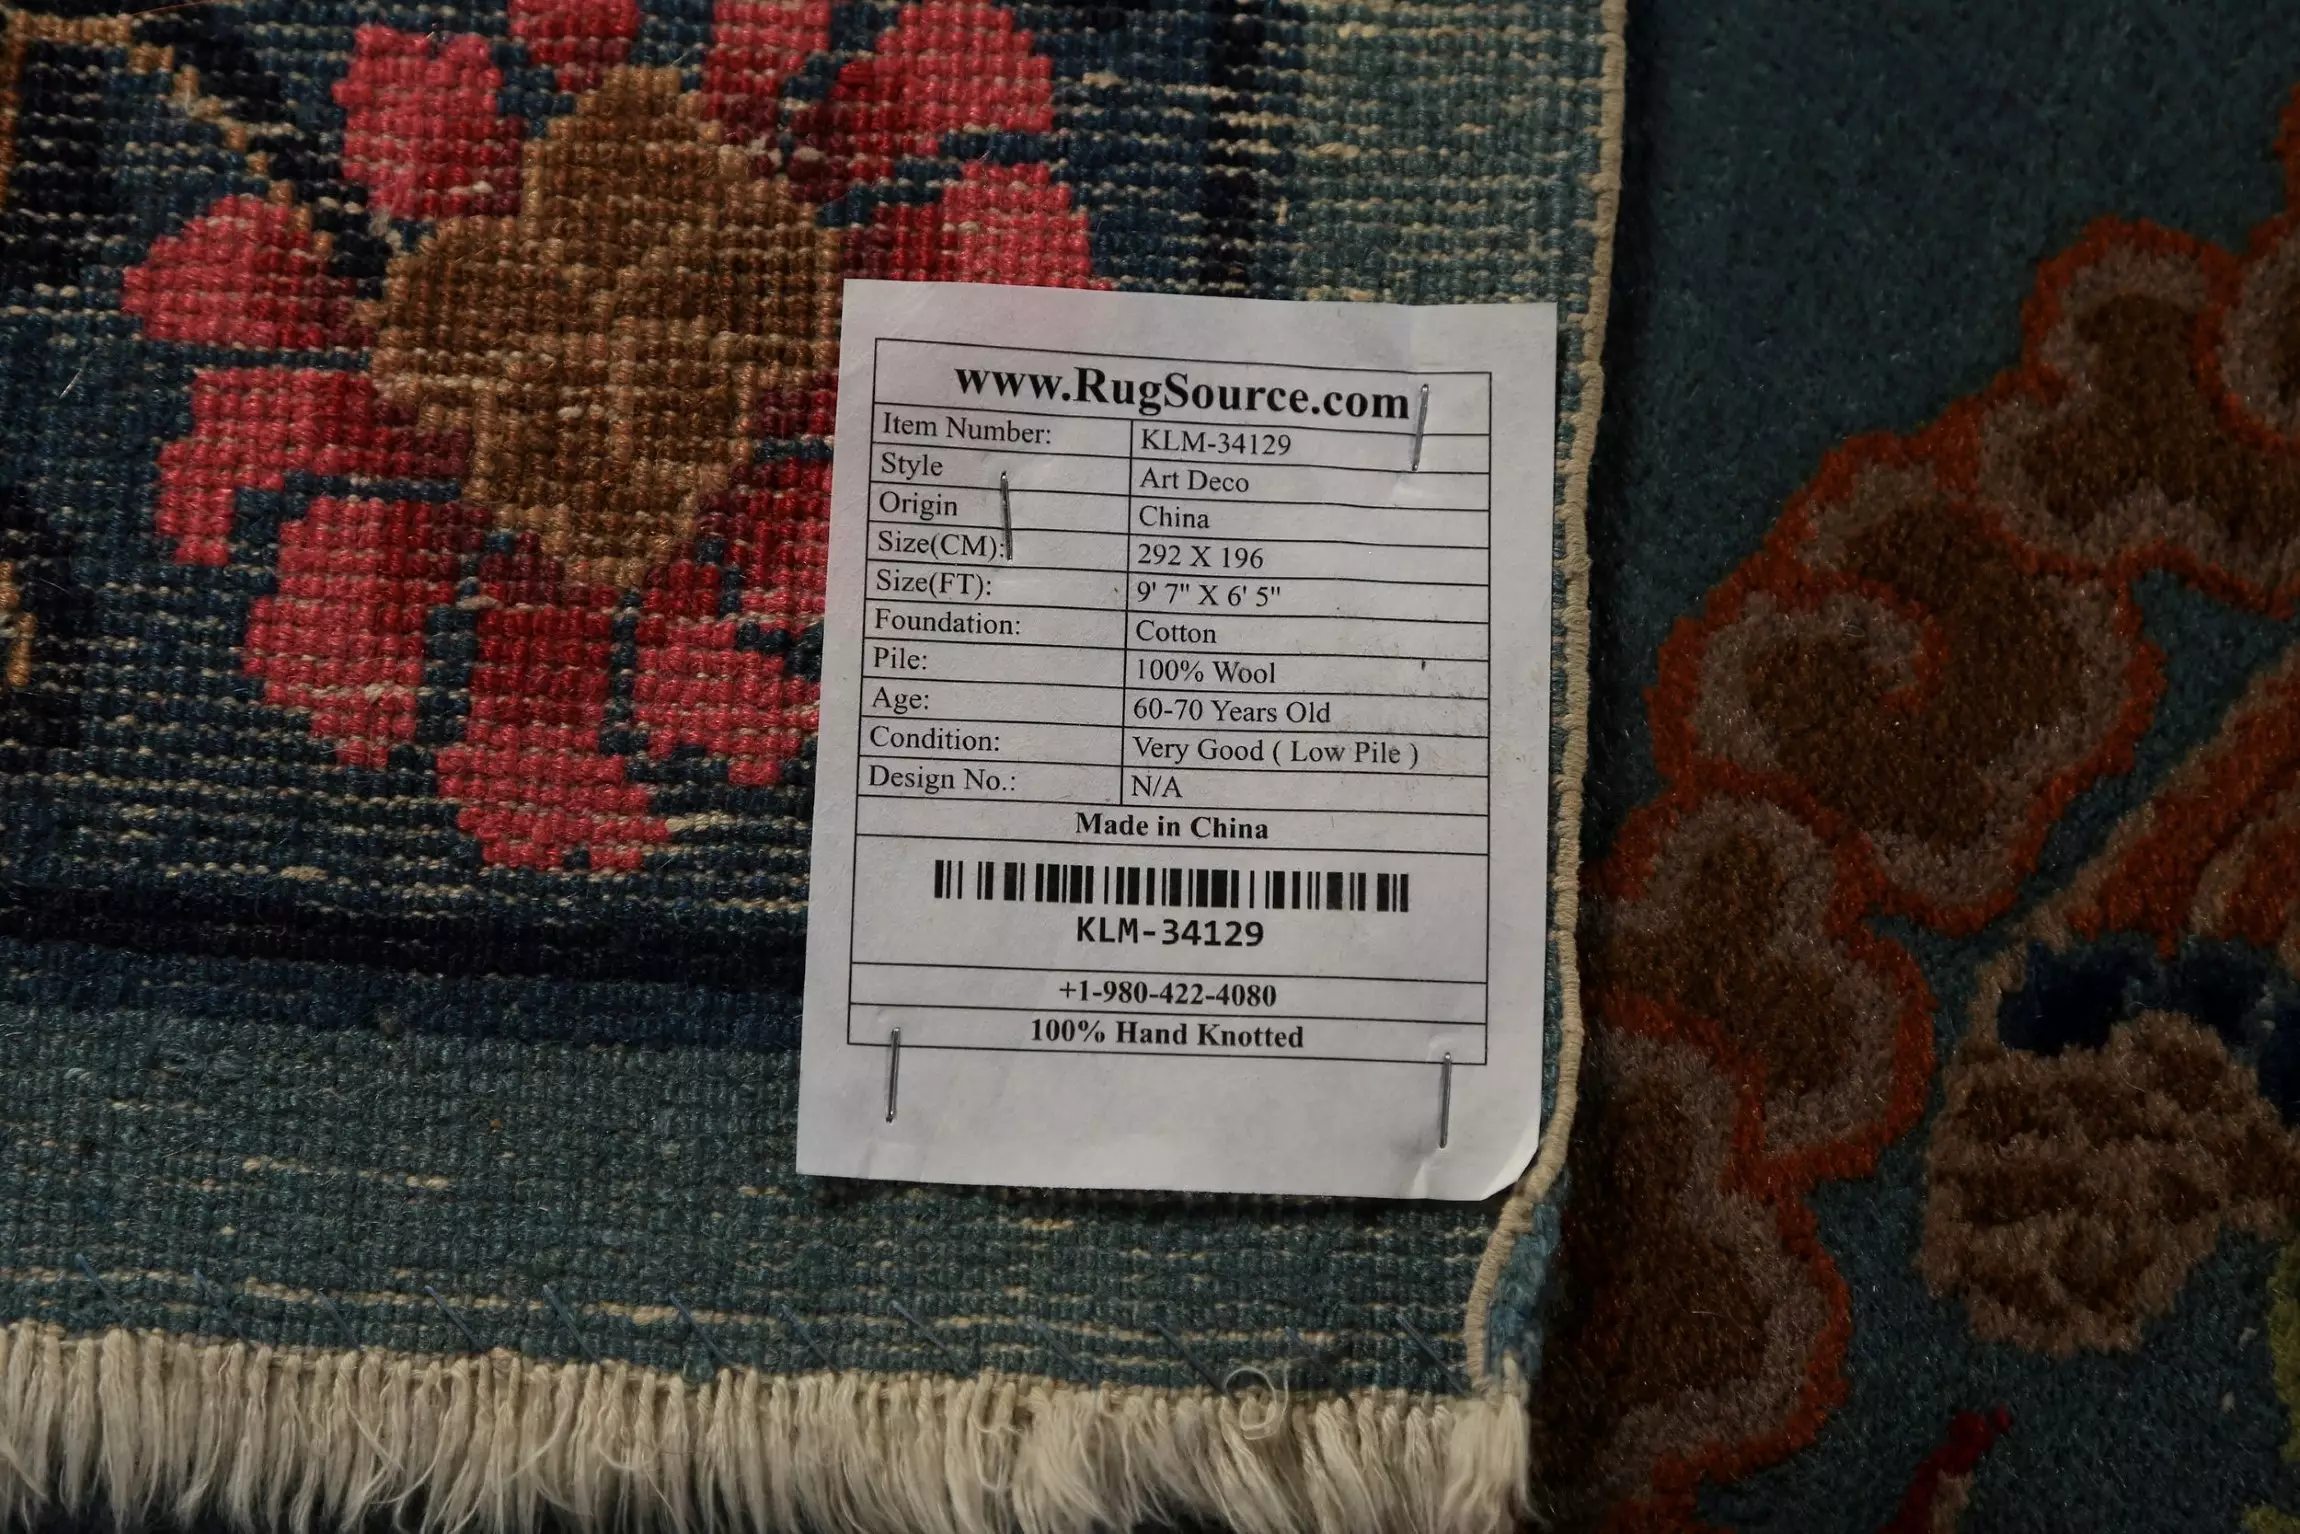 www.RugSource.com
Item Number: KLM-34129
Style Art Deco
Origin China
Size(CM): 292 X 196
Size(FT): 9' 7" X 6' 5"
Foundation: Cotton
Pile: 100% Wool
Age: 60-70 Years Old
Condition: Very Good ( Low Pile )
Design No.: N/A
Made in China
KLM-34129
+1-980-422-4080
100% Hand Knotted